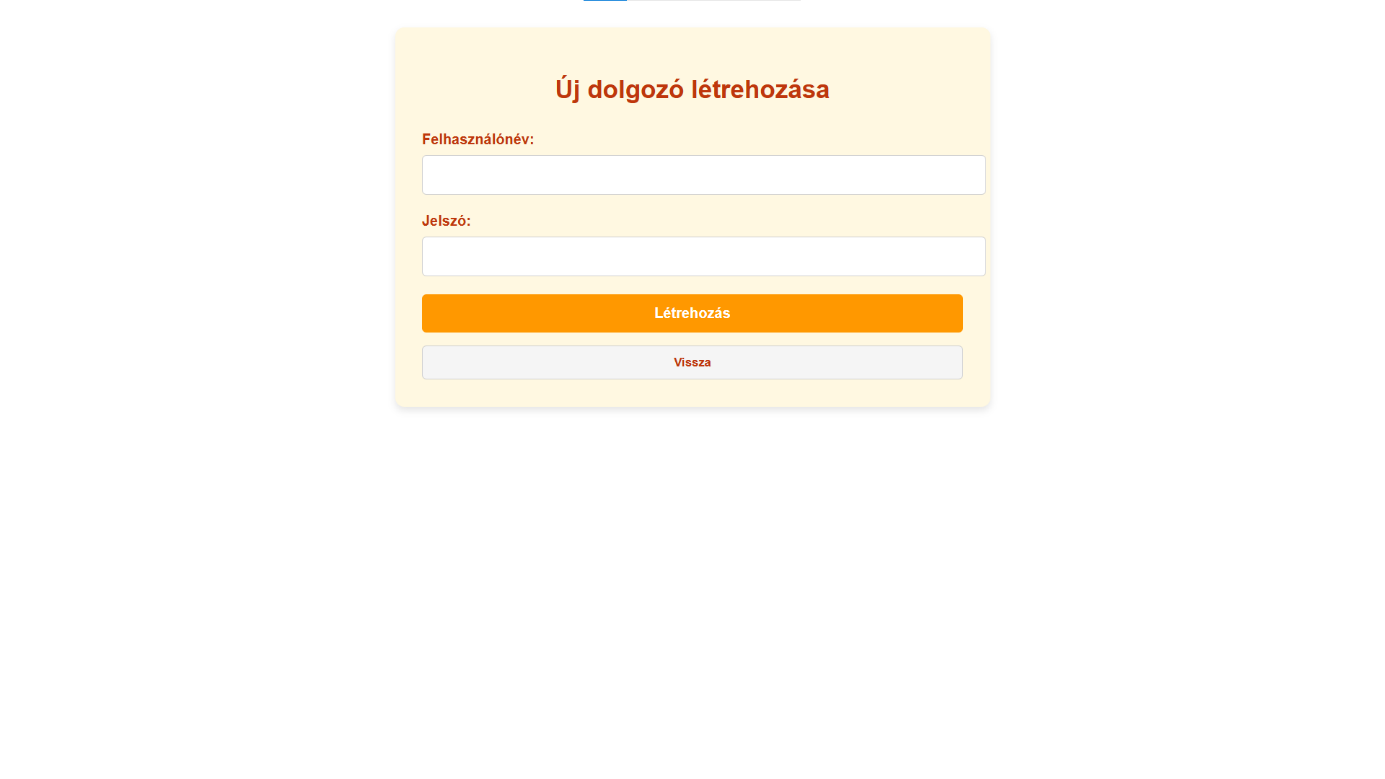 Új dolgozó létrehozása
Felhasználónév:
Jelszó:
Létrehozás
Vissza